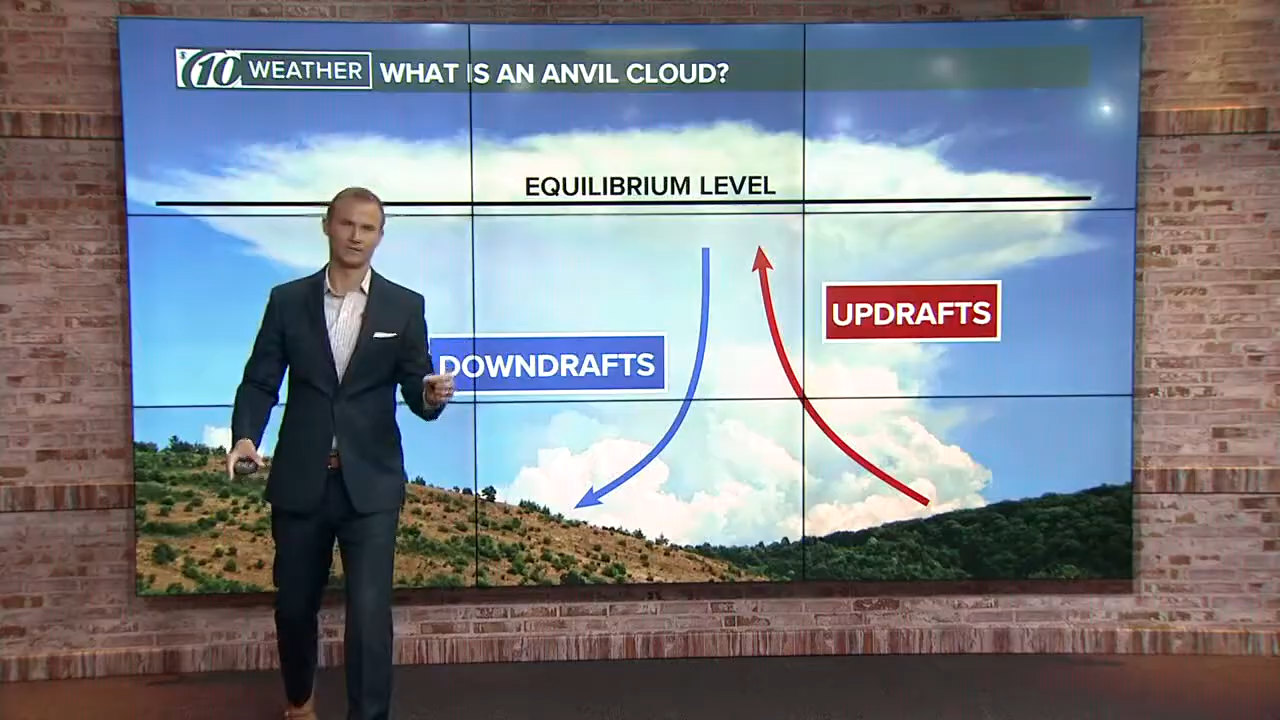 10 WEATHER WHAT IS AN ANVIL CLOUD?
EQUILIBRIUM LEVEL
UPDRAFTS
DOWNDRAFTS